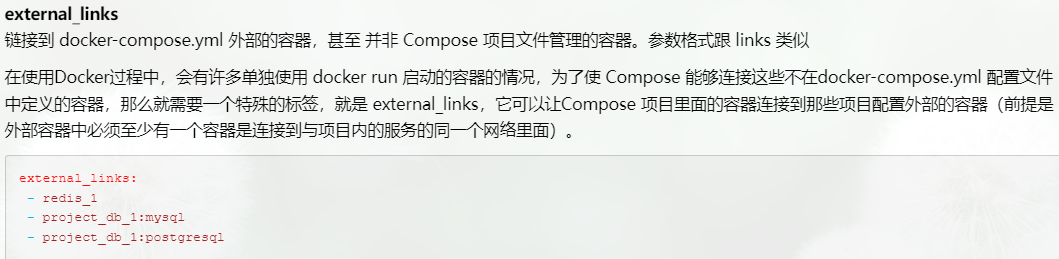 external_links
链接到 docker-compose.yml 外部的容器，甚至 并非 Compose 项目文件管理的容器。参数格式跟 links 类似
在使用Docker过程中，会有许多单独使用 docker run 启动的容器的情况，为了使 Compose 能够连接这些不在docker-compose.yml 配置文件
中定义的容器，那么就需要一个特殊的标签，就是 external_links，它可以让Compose 项目里面的容器连接到那些项目配置外部的容器（前提是
外部容器中必须至少有一个容器是连接到与项目内的服务的同一个网络里面）。
external_links:
- redis_1
- project_db_1:mysql
- project_db_1:postgresql